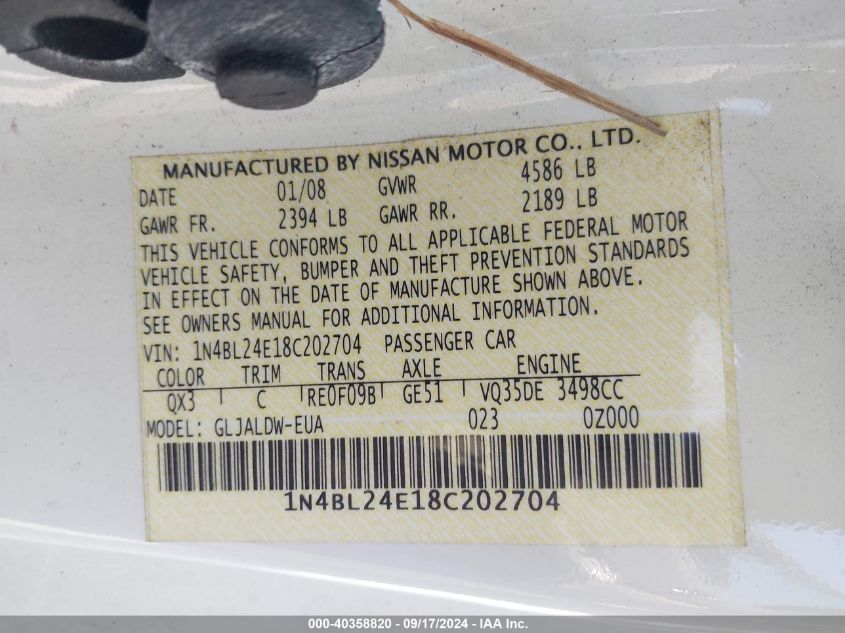 MANUFACTURED BY NISSAN MOTOR CO., LTD.
DATE 01/08 GVWR 4586 LB
GAWR FR. 2394 LB GAWR RR. 2189 LB
THIS VEHICLE CONFORMS TO ALL APPLICABLE FEDERAL MOTOR
VEHICLE SAFETY, BUMPER AND THEFT PREVENTION STANDARDS
IN EFFECT ON THE DATE OF MANUFACTURE SHOWN ABOVE.
SEE OWNERS MANUAL FOR ADDITIONAL INFORMATION.
VIN: 1N4BL24E18C202704 PASSENGER CAR
COLOR TRIM TRANS AXLE ENGINE
QX3 C RE0F09B GE51 VQ35DE 3498CC
MODEL: GLJALDW-EUA 023 0Z000
1N4BL24E18C202704
000-40358820 - 09/17/2024 - IAA Inc.